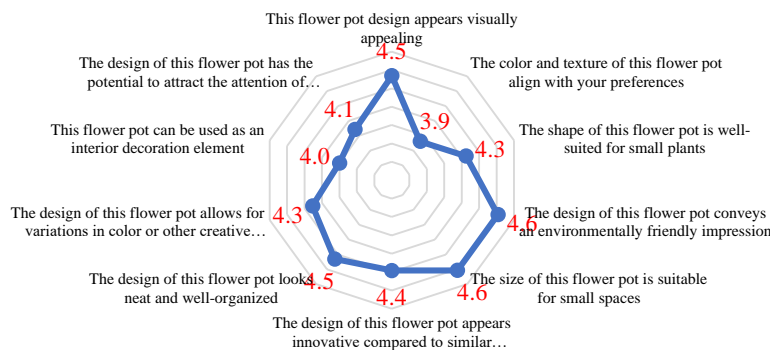 This flower pot design appears visually
appealing
4.5
The color and texture of this flower pot
align with your preferences
3.9
The shape of this flower pot is well-
suited for small plants
4.3
The design of this flower pot conveys
an environmentally friendly impression
4.6
The size of this flower pot is suitable
for small spaces
4.6
The design of this flower pot appears
innovative compared to similar…
4.4
The design of this flower pot looks
neat and well-organized
4.5
The design of this flower pot allows for
variations in color or other creative…
4.3
This flower pot can be used as an
interior decoration element
4.0
The design of this flower pot has the
potential to attract the attention of…
4.1